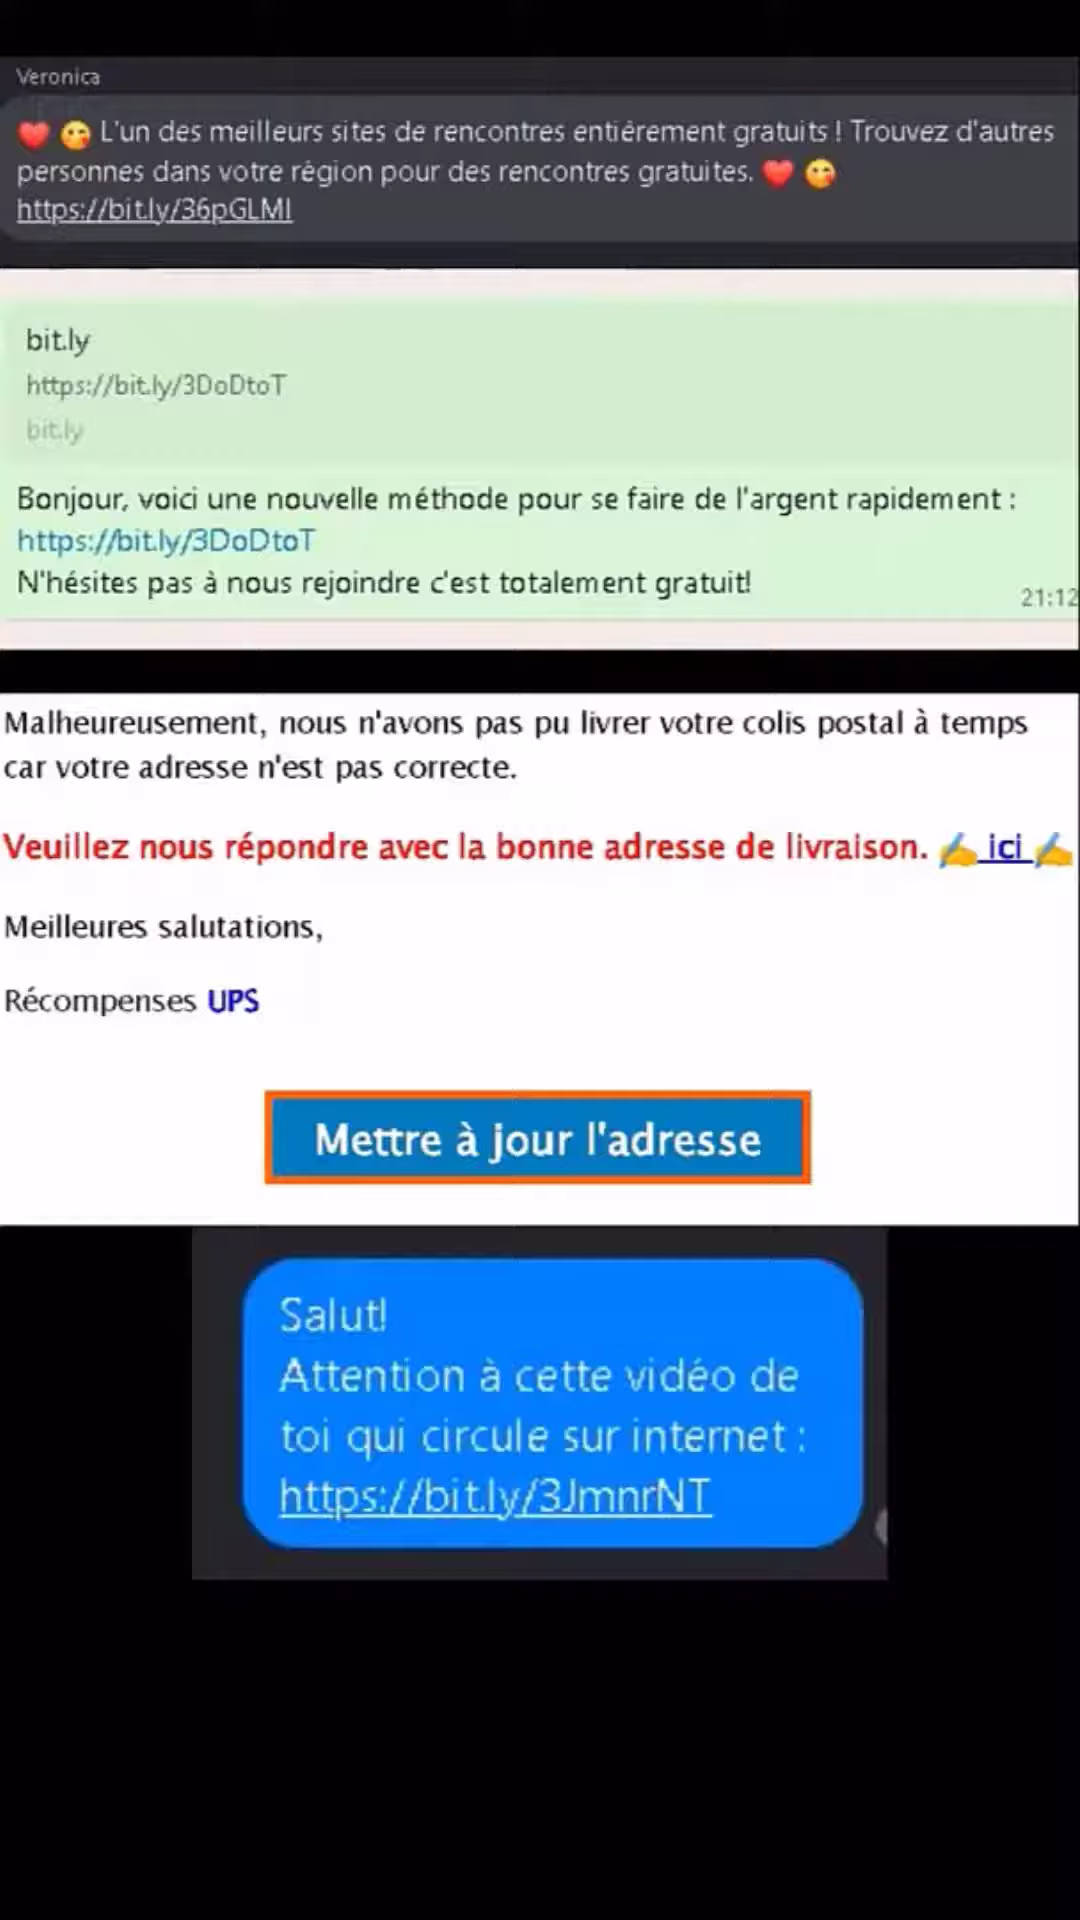 Veronica
❤️ 😘 L'un des meilleurs sites de rencontres entiérement gratuits ! Trouvez d'autres
personnes dans votre région pour des rencontres gratuites. ❤️ 😘
https://bit.ly/36pGLMI
bit.ly
https://bit.ly/3DoDtoT
bit.ly
Bonjour, voici une nouvelle méthode pour se faire de l'argent rapidement :
https://bit.ly/3DoDtoT
N'hésites pas à nous rejoindre c'est totalement gratuit!
21:12
Malheureusement, nous n'avons pas pu livrer votre colis postal à temps
car votre adresse n'est pas correcte.
Veuillez nous répondre avec la bonne adresse de livraison. ✍️ ici ✍️
Meilleures salutations,
Récompenses UPS
Mettre à jour l'adresse
Salut!
Attention à cette vidéo de
toi qui circule sur internet :
https://bit.ly/3JmnrNT